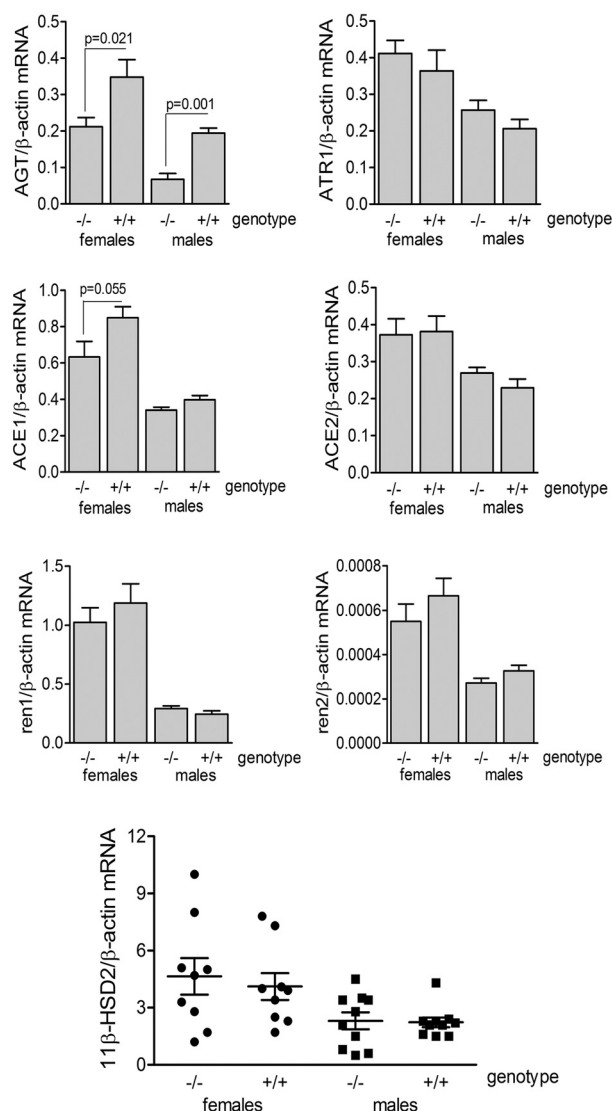 AGT/β-actin mRNA
0.5
0.4
0.3
0.2
0.1
0.0
p=0.021
p=0.001
-/- +/+ -/- +/+ genotype
females males
ATR1/β-actin mRNA
0.5
0.4
0.3
0.2
0.1
0.0
-/- +/+ -/- +/+ genotype
females males
ACE1/β-actin mRNA
1.0
0.8
0.6
0.4
0.2
0.0
p=0.055
-/- +/+ -/- +/+ genotype
females males
ACE2/β-actin mRNA
0.5
0.4
0.3
0.2
0.1
0.0
-/- +/+ -/- +/+ genotype
females males
ren1/β-actin mRNA
1.5
1.0
0.5
0.0
-/- +/+ -/- +/+ genotype
females males
ren2/β-actin mRNA
0.0008
0.0006
0.0004
0.0002
0.0000
-/- +/+ -/- +/+ genotype
females males
11β-HSD2/β-actin mRNA
12
9
6
3
0
-/- +/+ -/- +/+ genotype
females males